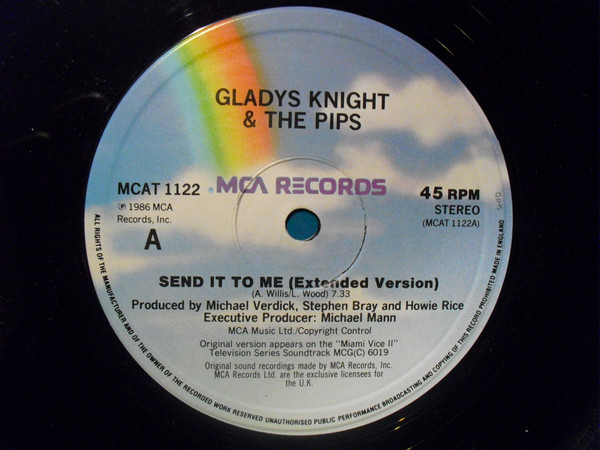 GLADYS KNIGHT
& THE PIPS
MCAT 1122
MCA RECORDS
45 RPM
℗ 1986 MCA
Records, Inc.
STEREO
(MCAT 1122A)
A
SEND IT TO ME (Extended Version)
(A. Willis/L. Wood) 7.33
Produced by Michael Verdick, Stephen Bray and Howie Rice
Executive Producer: Michael Mann
MCA Music Ltd./Copyright Control
Original version appears on the "Miami Vice II"
Television Series Soundtrack MCG(C) 6019
Original sound recordings made by MCA Records, Inc.
MCA Records Ltd. are the exclusive licensees for
the U.K.
ALL RIGHTS OF THE MANUFACTURER AND OF THE OWNER OF THE RECORDED WORK RESERVED UNAUTHORISED PUBLIC PERFORMANCE BROADCASTING AND COPYING OF THIS RECORD PROHIBITED MADE IN ENGLAND